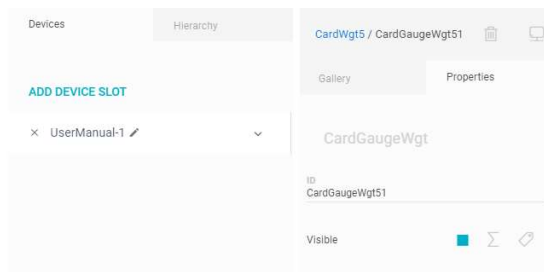 Devices
Hierarchy
ADD DEVICE SLOT
UserManual-1
CardWgt5 / CardGaugeWgt51
Gallery
Properties
CardGaugeWgt
ID
CardGaugeWgt51
Visible